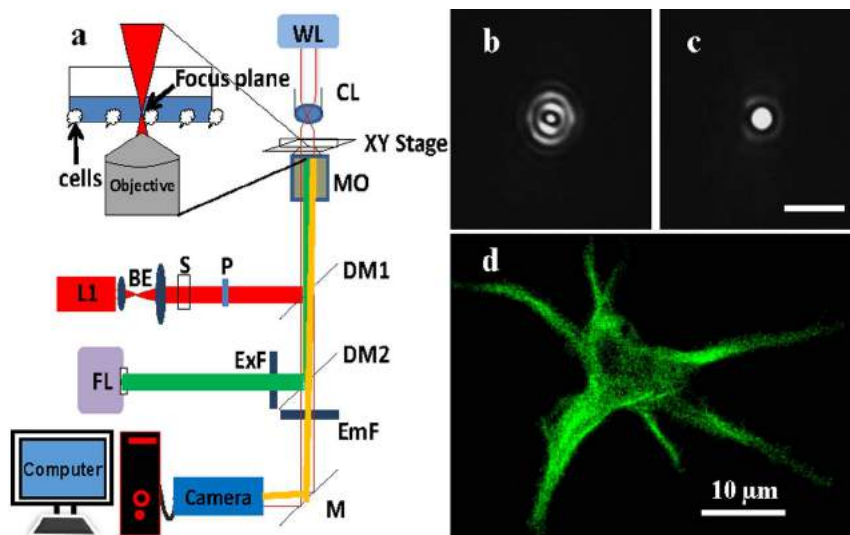 a
WL
Focus plane
CL
XY Stage
cells
Objective
MO
L1
BE
S
P
DM1
FL
ExF
DM2
EmF
Computer
Camera
M
b
c
d
10 µm